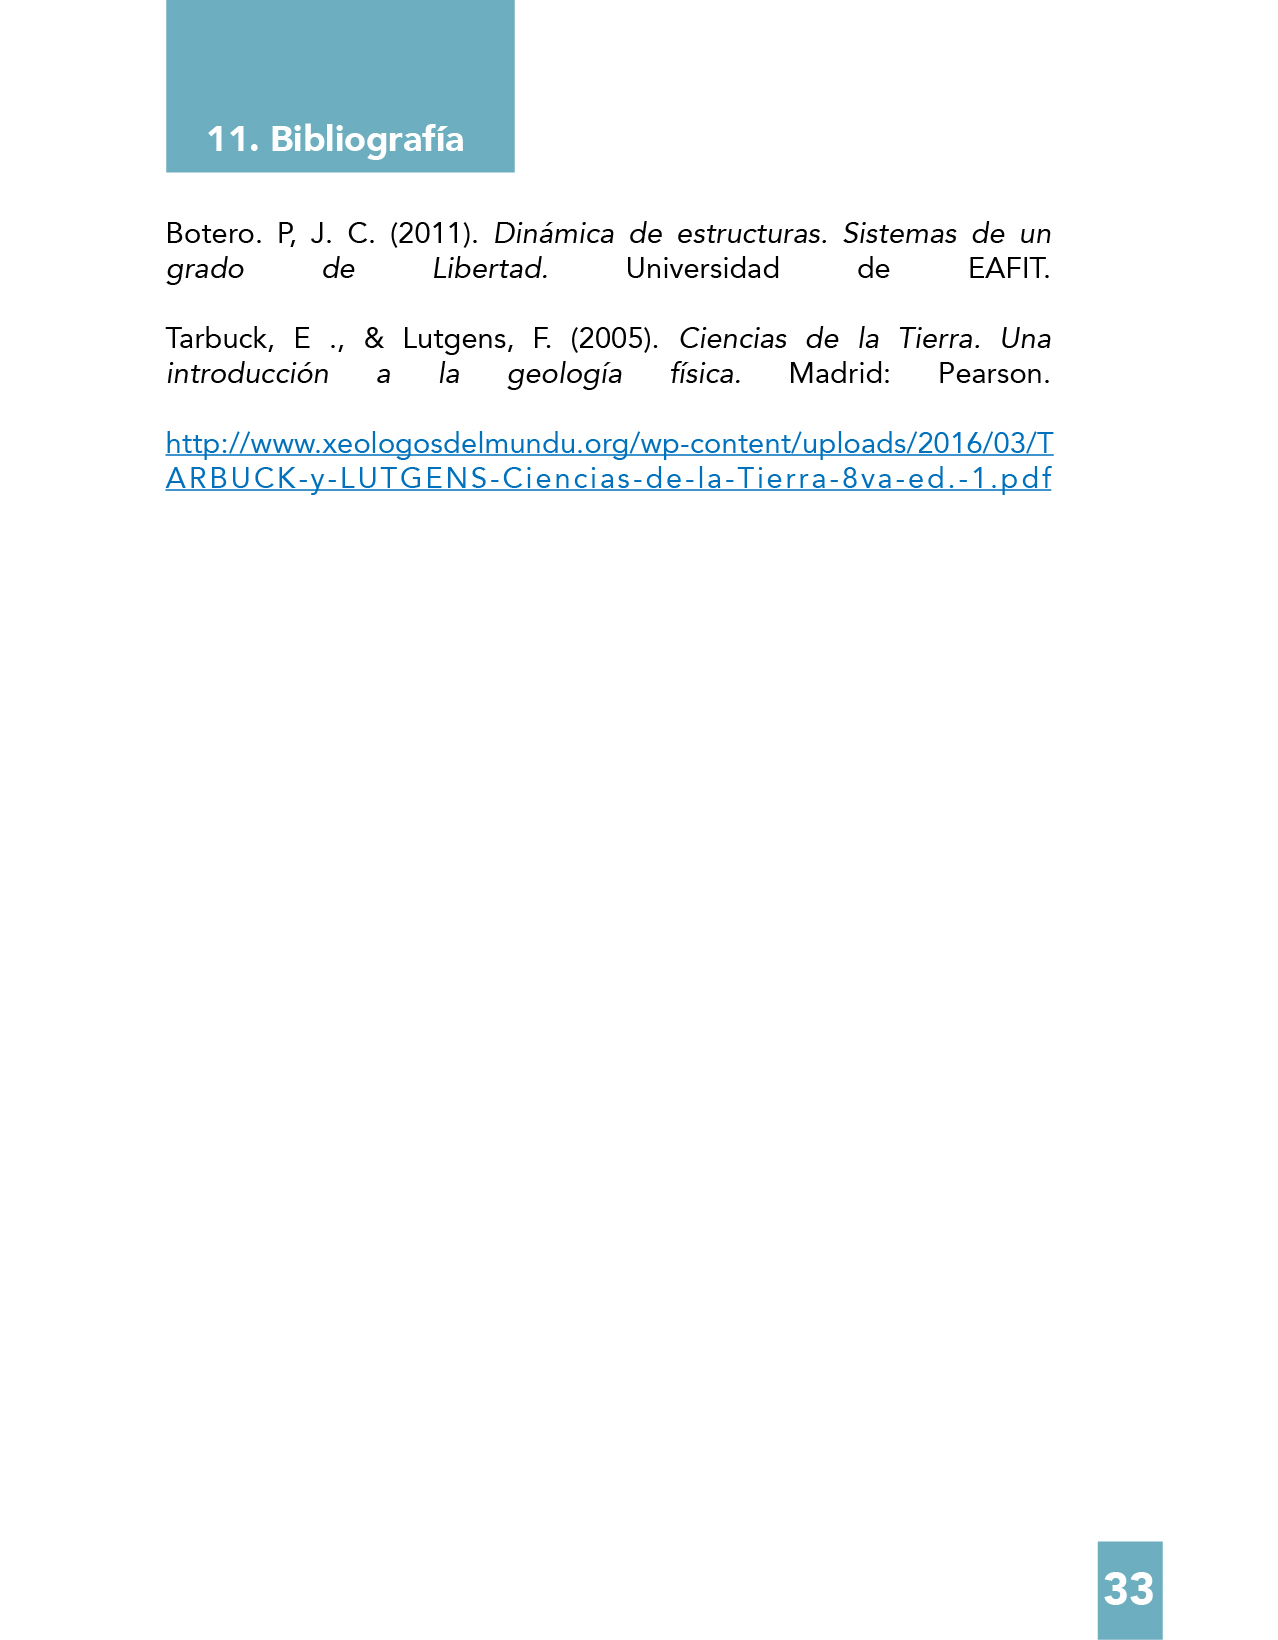 11. Bibliografía
Botero. P, J. C. (2011). Dinámica de estructuras. Sistemas de un
grado de Libertad. Universidad de EAFIT.
Tarbuck, E ., & Lutgens, F. (2005). Ciencias de la Tierra. Una
introducción a la geología física. Madrid: Pearson.
http://www.xeologosdelmundu.org/wp-content/uploads/2016/03/T
ARBUCK-y-LUTGENS-Ciencias-de-la-Tierra-8va-ed.-1.pdf
33